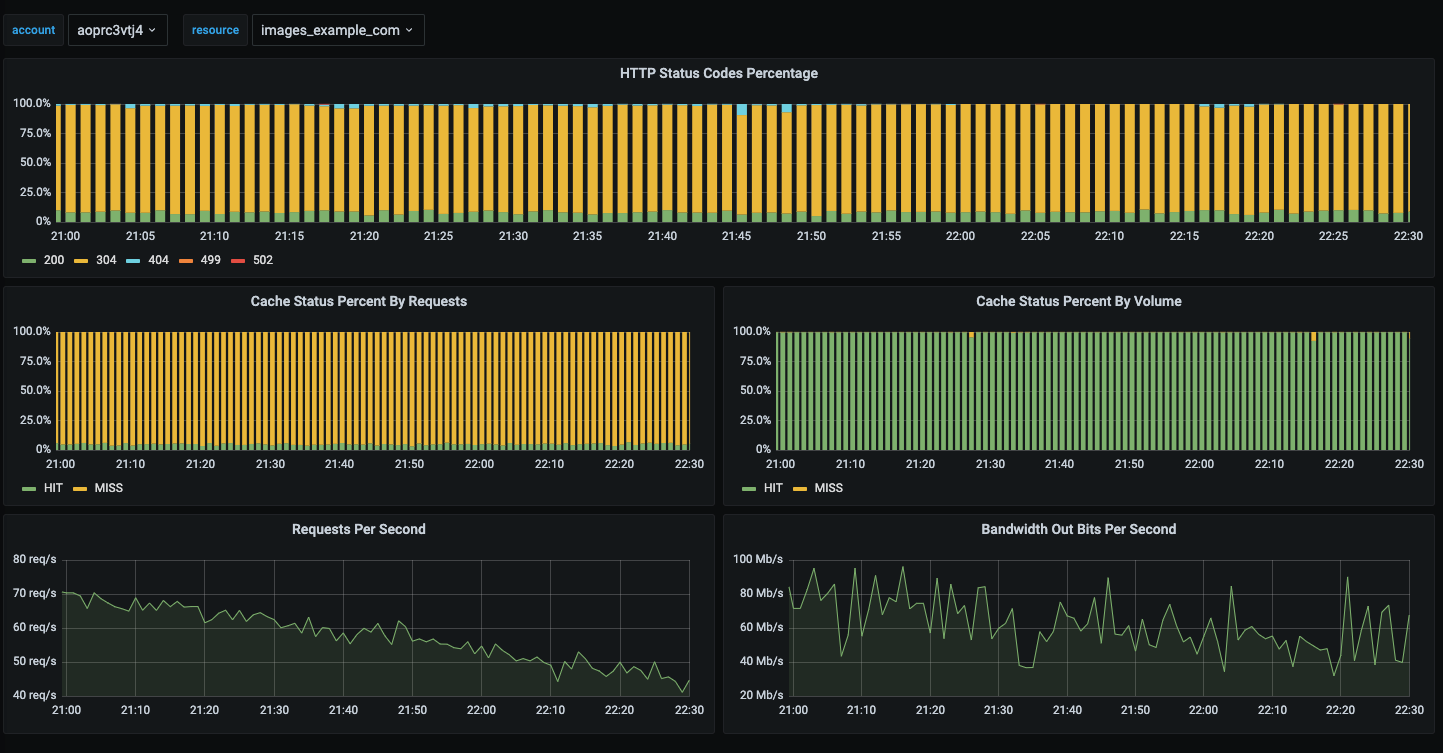 account aoprc3vtj4 resource images_example_com
HTTP Status Codes Percentage
100.0%
75.0%
50.0%
25.0%
0%
21:00 21:05 21:10 21:15 21:20 21:25 21:30 21:35 21:40 21:45 21:50 21:55 22:00 22:05 22:10 22:15 22:20 22:25 22:30
200 304 404 499 502
Cache Status Percent By Requests
100.0%
75.0%
50.0%
25.0%
0%
21:00 21:10 21:20 21:30 21:40 21:50 22:00 22:10 22:20 22:30
HIT MISS
Cache Status Percent By Volume
100.0%
75.0%
50.0%
25.0%
0%
21:00 21:10 21:20 21:30 21:40 21:50 22:00 22:10 22:20 22:30
HIT MISS
Requests Per Second
80 req/s
70 req/s
60 req/s
50 req/s
40 req/s
21:00 21:10 21:20 21:30 21:40 21:50 22:00 22:10 22:20 22:30
Bandwidth Out Bits Per Second
100 Mb/s
80 Mb/s
60 Mb/s
40 Mb/s
20 Mb/s
21:00 21:10 21:20 21:30 21:40 21:50 22:00 22:10 22:20 22:30